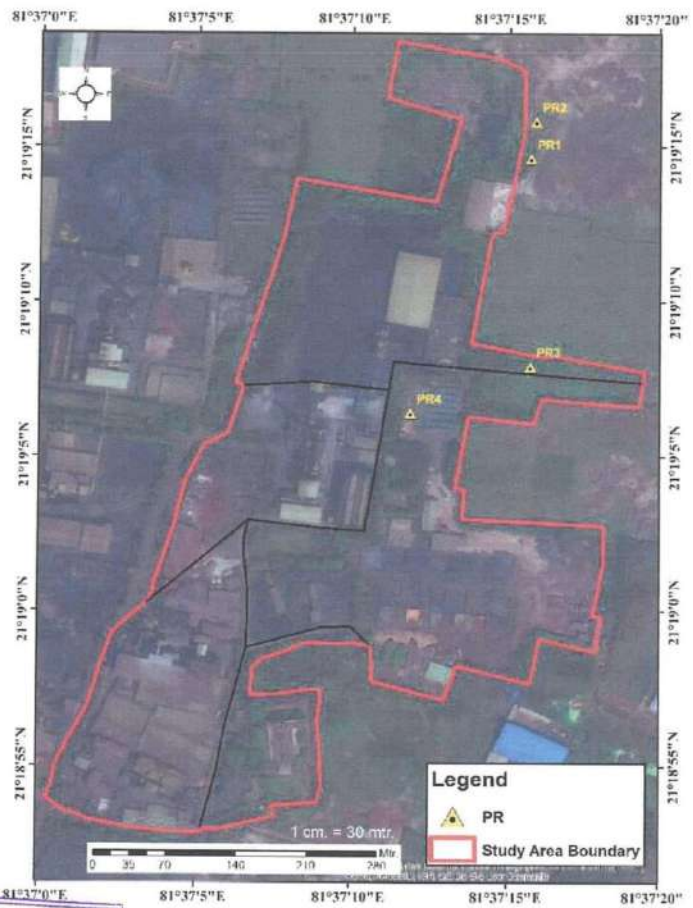 81°37'0"E 81°37'5"E 81°37'10"E 81°37'15"E 81°37'20"E
N
PR2
PR1
21°19'15"N 21°19'15"N
21°19'10"N 21°19'10"N
PR3
PR4
21°19'5"N 21°19'5"N
21°19'0"N 21°19'0"N
21°18'55"N 21°18'55"N
Legend
PR
Study Area Boundary
1 cm. = 30 mtr.
Mtr.
0 35 70 140 210 280
81°37'0"E 81°37'5"E 81°37'10"E 81°37'15"E 81°37'20"E